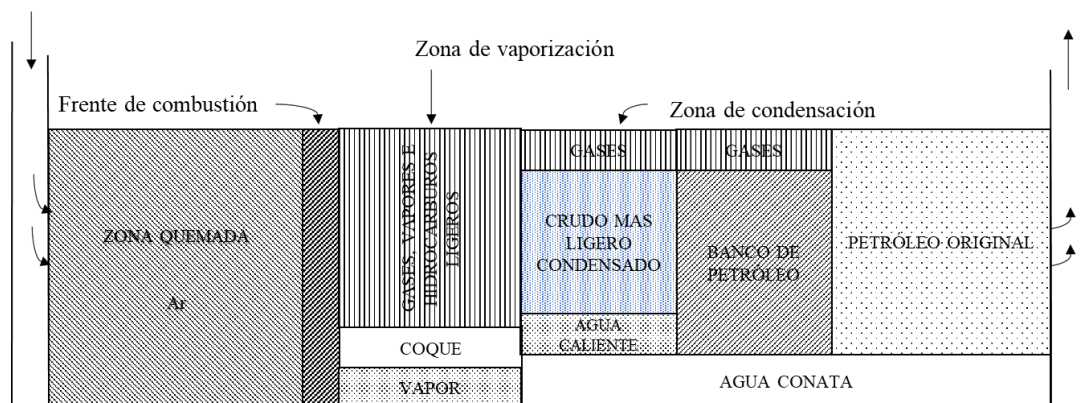 Zona de vaporización
Frente de combustión
Zona de condensación
ZONA QUEMADA
Ar
GASES, VAPORES E
HIDROCARBUROS
LIGEROS
COQUE
VAPOR
GASES
CRUDO MAS
LIGERO
CONDENSADO
AGUA
CALIENTE
GASES
BANCO DE
PETRÓLEO
PETRÓLEO ORIGINAL
AGUA CONATA